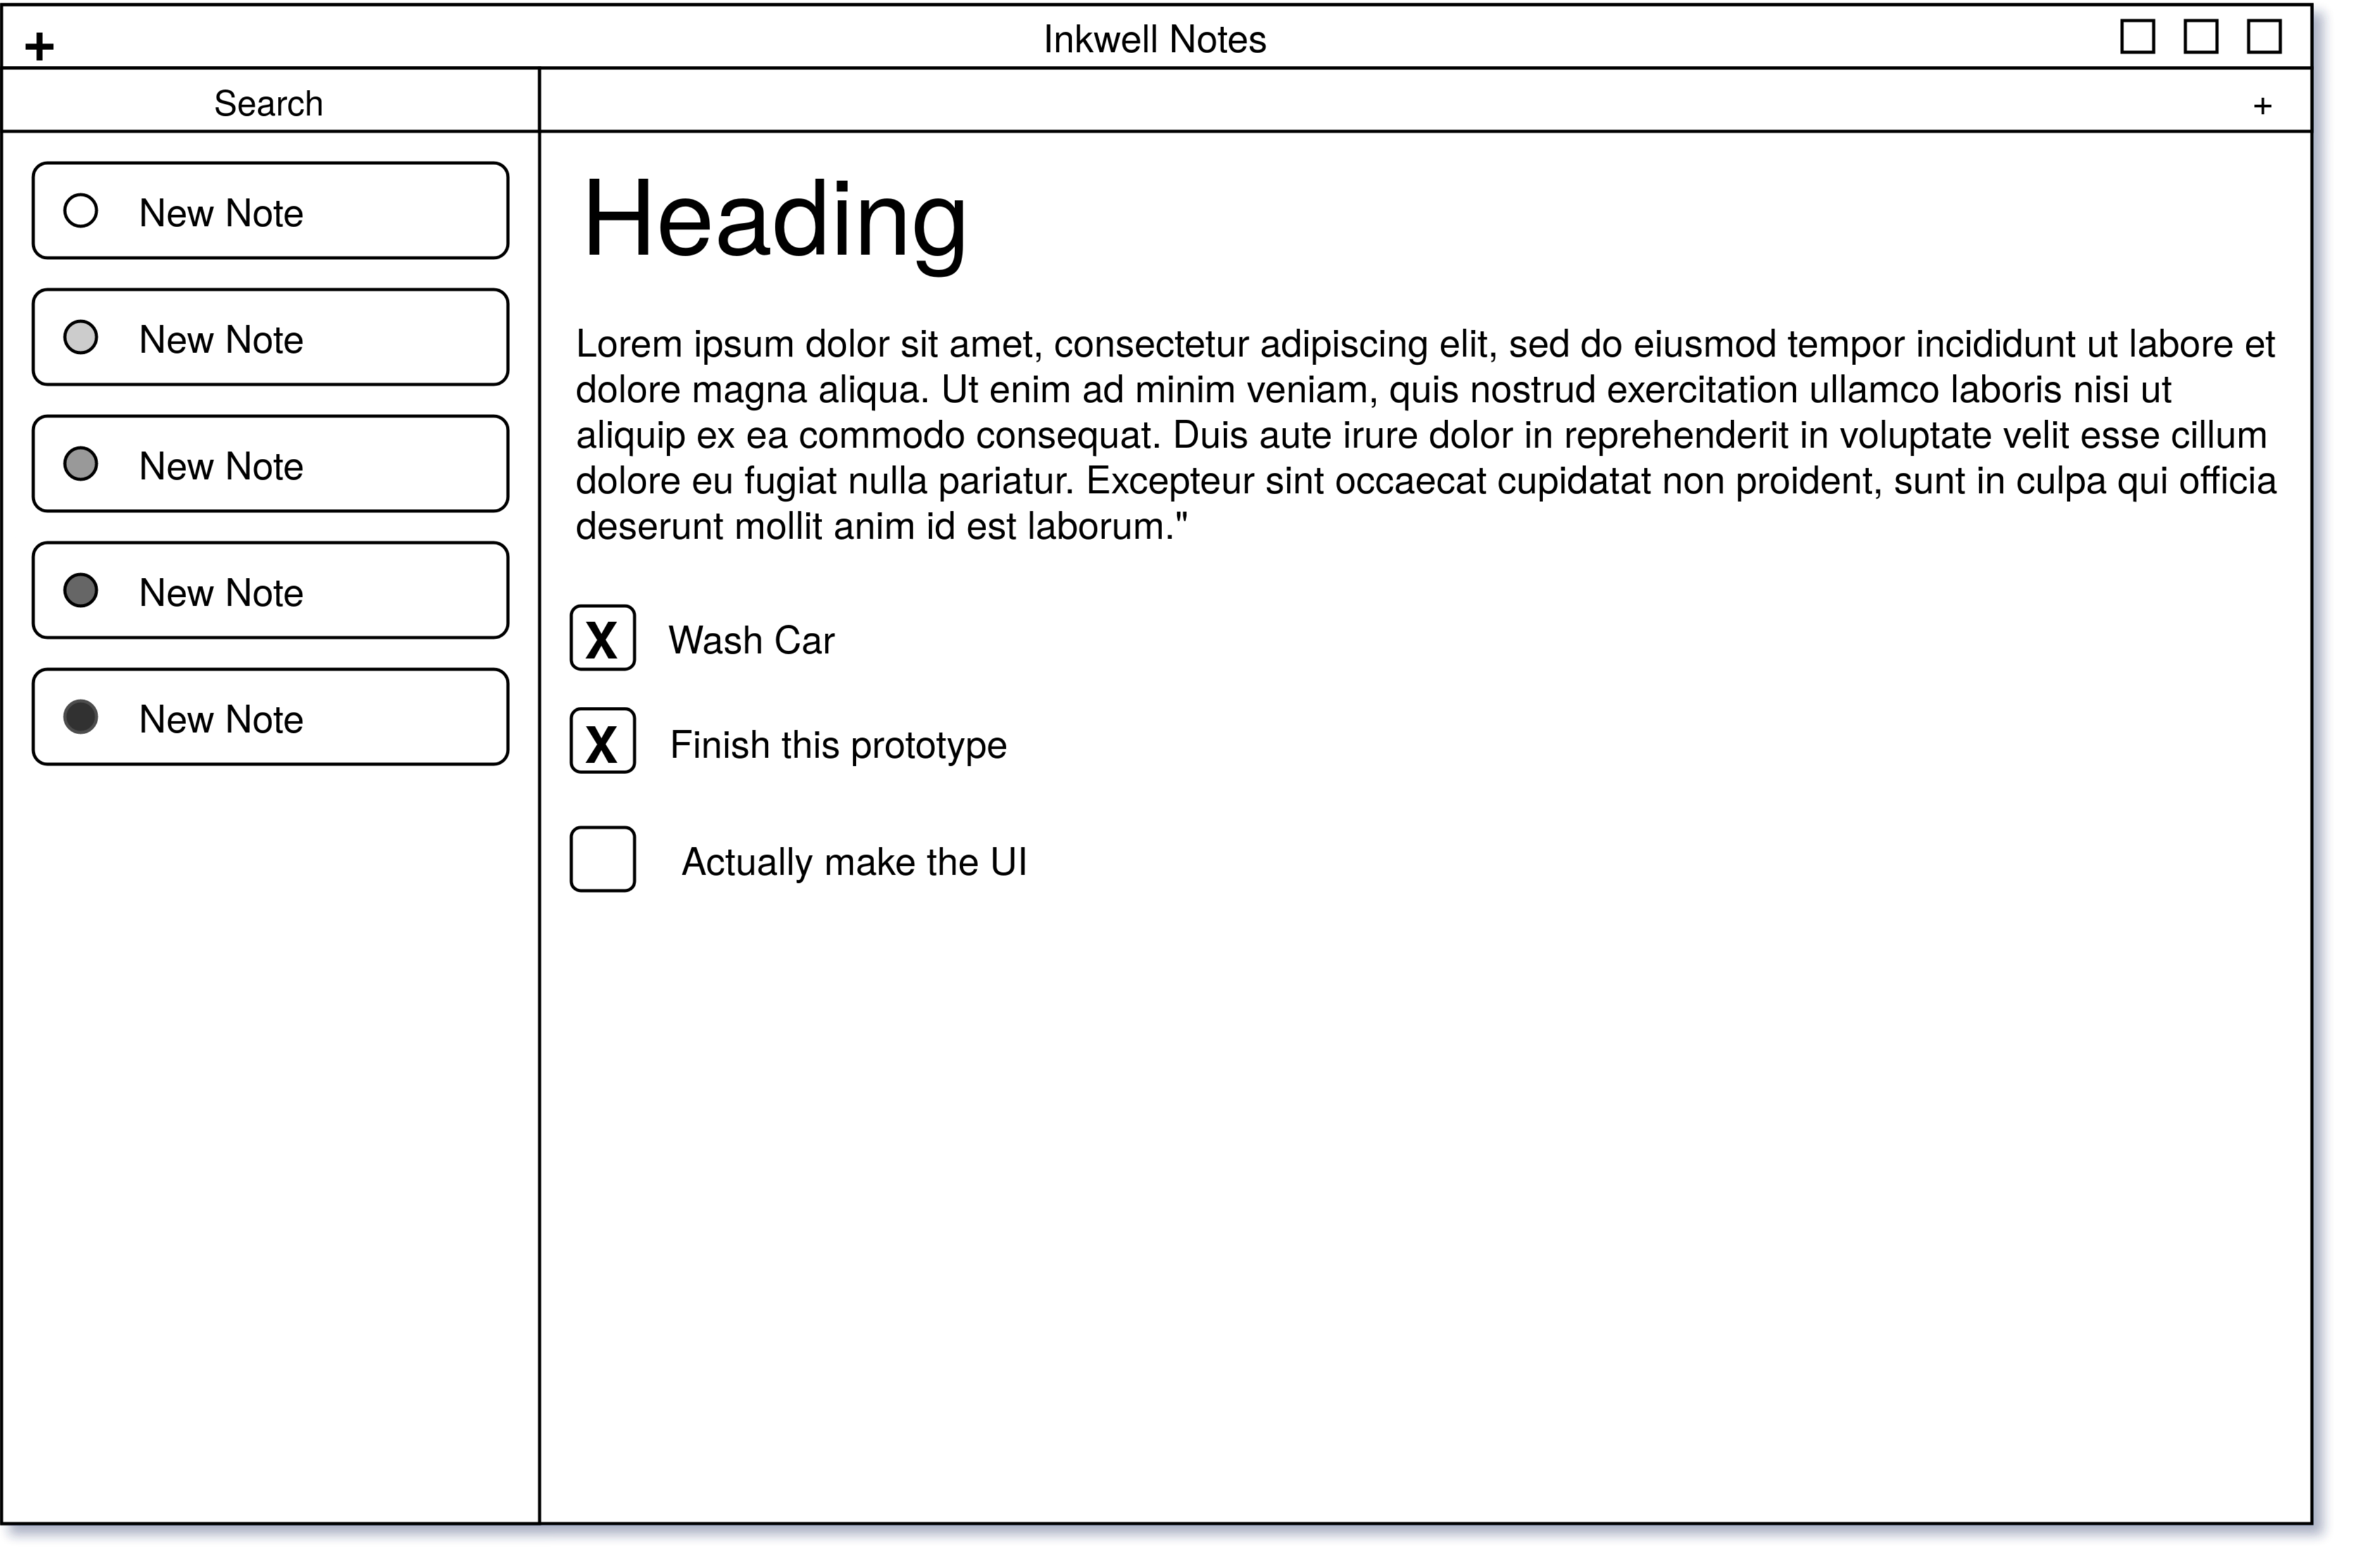 +
Inkwell Notes
Search
+
New Note
New Note
New Note
New Note
New Note
Heading
Lorem ipsum dolor sit amet, consectetur adipiscing elit, sed do eiusmod tempor incididunt ut labore et
dolore magna aliqua. Ut enim ad minim veniam, quis nostrud exercitation ullamco laboris nisi ut
aliquip ex ea commodo consequat. Duis aute irure dolor in reprehenderit in voluptate velit esse cillum
dolore eu fugiat nulla pariatur. Excepteur sint occaecat cupidatat non proident, sunt in culpa qui officia
deserunt mollit anim id est laborum."
X Wash Car
X Finish this prototype
Actually make the UI